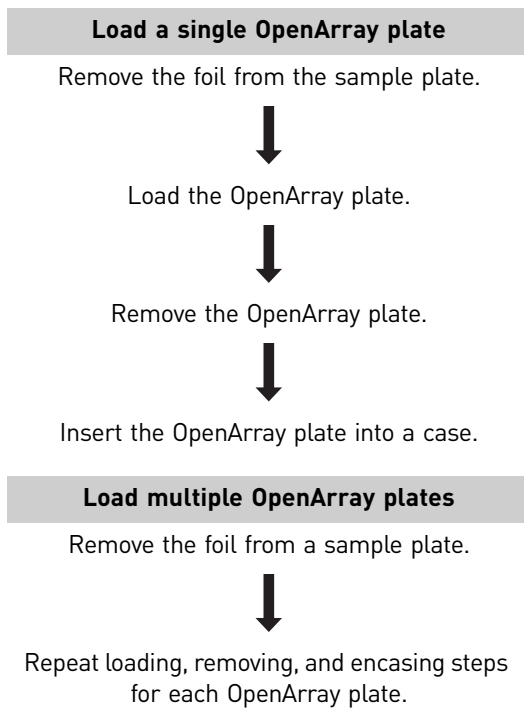 Load a single OpenArray plate
Remove the foil from the sample plate.
Load the OpenArray plate.
Remove the OpenArray plate.
Insert the OpenArray plate into a case.
Load multiple OpenArray plates
Remove the foil from a sample plate.
Repeat loading, removing, and encasing steps
for each OpenArray plate.